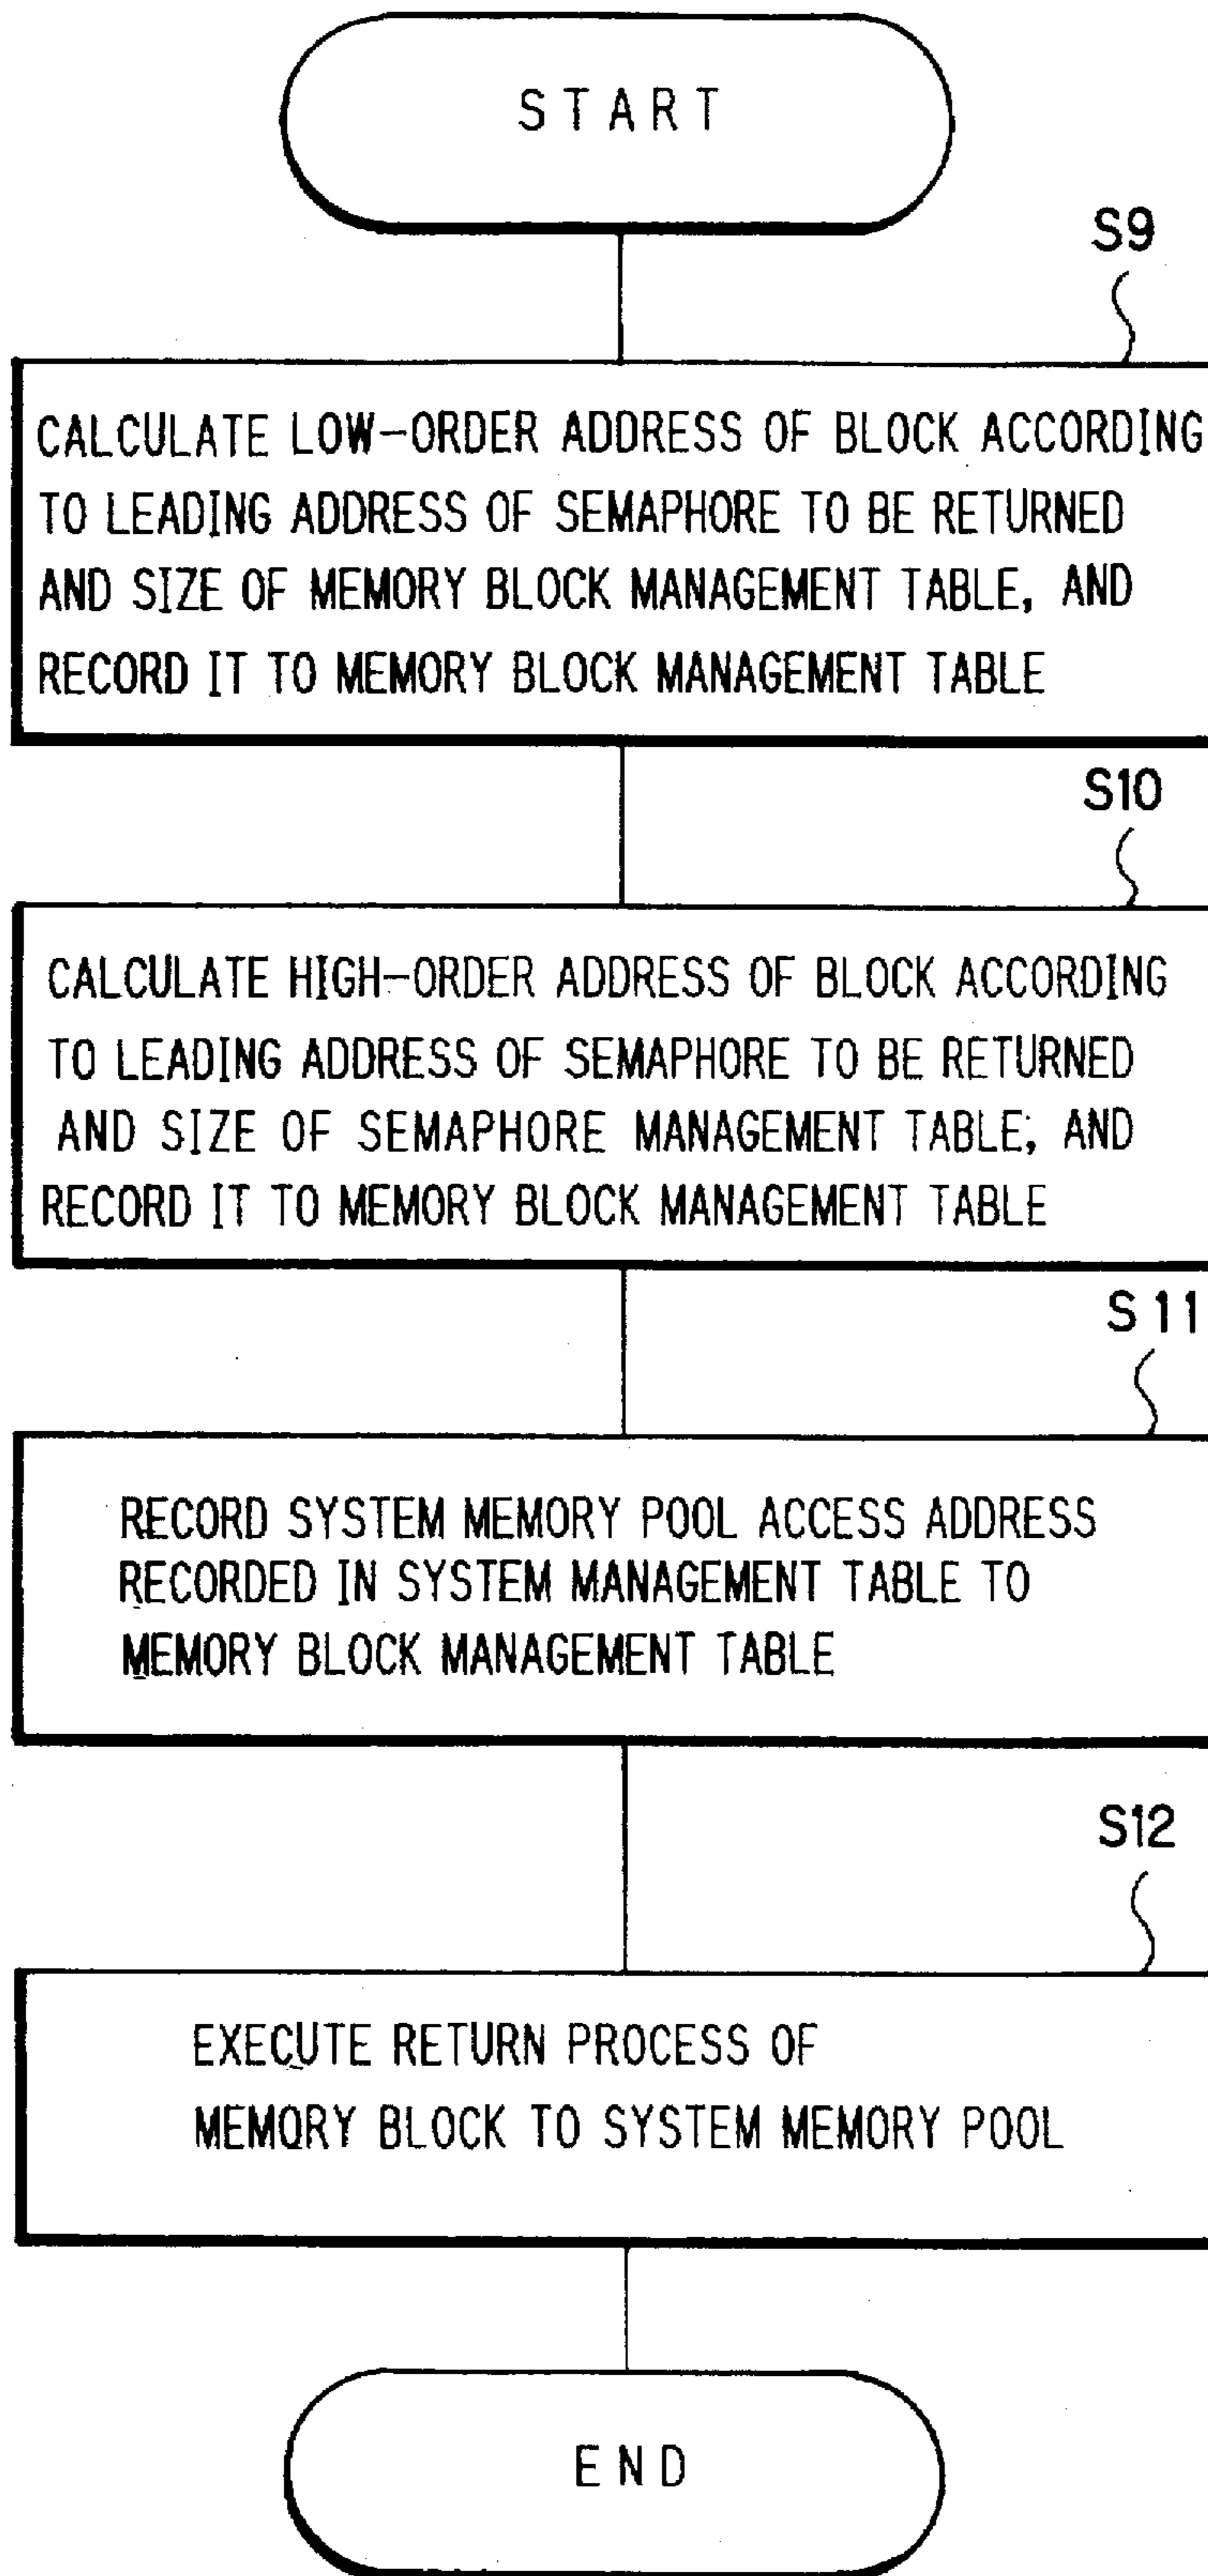 START
S9
CALCULATE LOW-ORDER ADDRESS OF BLOCK ACCORDING
TO LEADING ADDRESS OF SEMAPHORE TO BE RETURNED
AND SIZE OF MEMORY BLOCK MANAGEMENT TABLE, AND
RECORD IT TO MEMORY BLOCK MANAGEMENT TABLE
S10
CALCULATE HIGH-ORDER ADDRESS OF BLOCK ACCORDING
TO LEADING ADDRESS OF SEMAPHORE TO BE RETURNED
AND SIZE OF SEMAPHORE MANAGEMENT TABLE, AND
RECORD IT TO MEMORY BLOCK MANAGEMENT TABLE
S11
RECORD SYSTEM MEMORY POOL ACCESS ADDRESS
RECORDED IN SYSTEM MANAGEMENT TABLE TO
MEMORY BLOCK MANAGEMENT TABLE
S12
EXECUTE RETURN PROCESS OF
MEMORY BLOCK TO SYSTEM MEMORY POOL
END